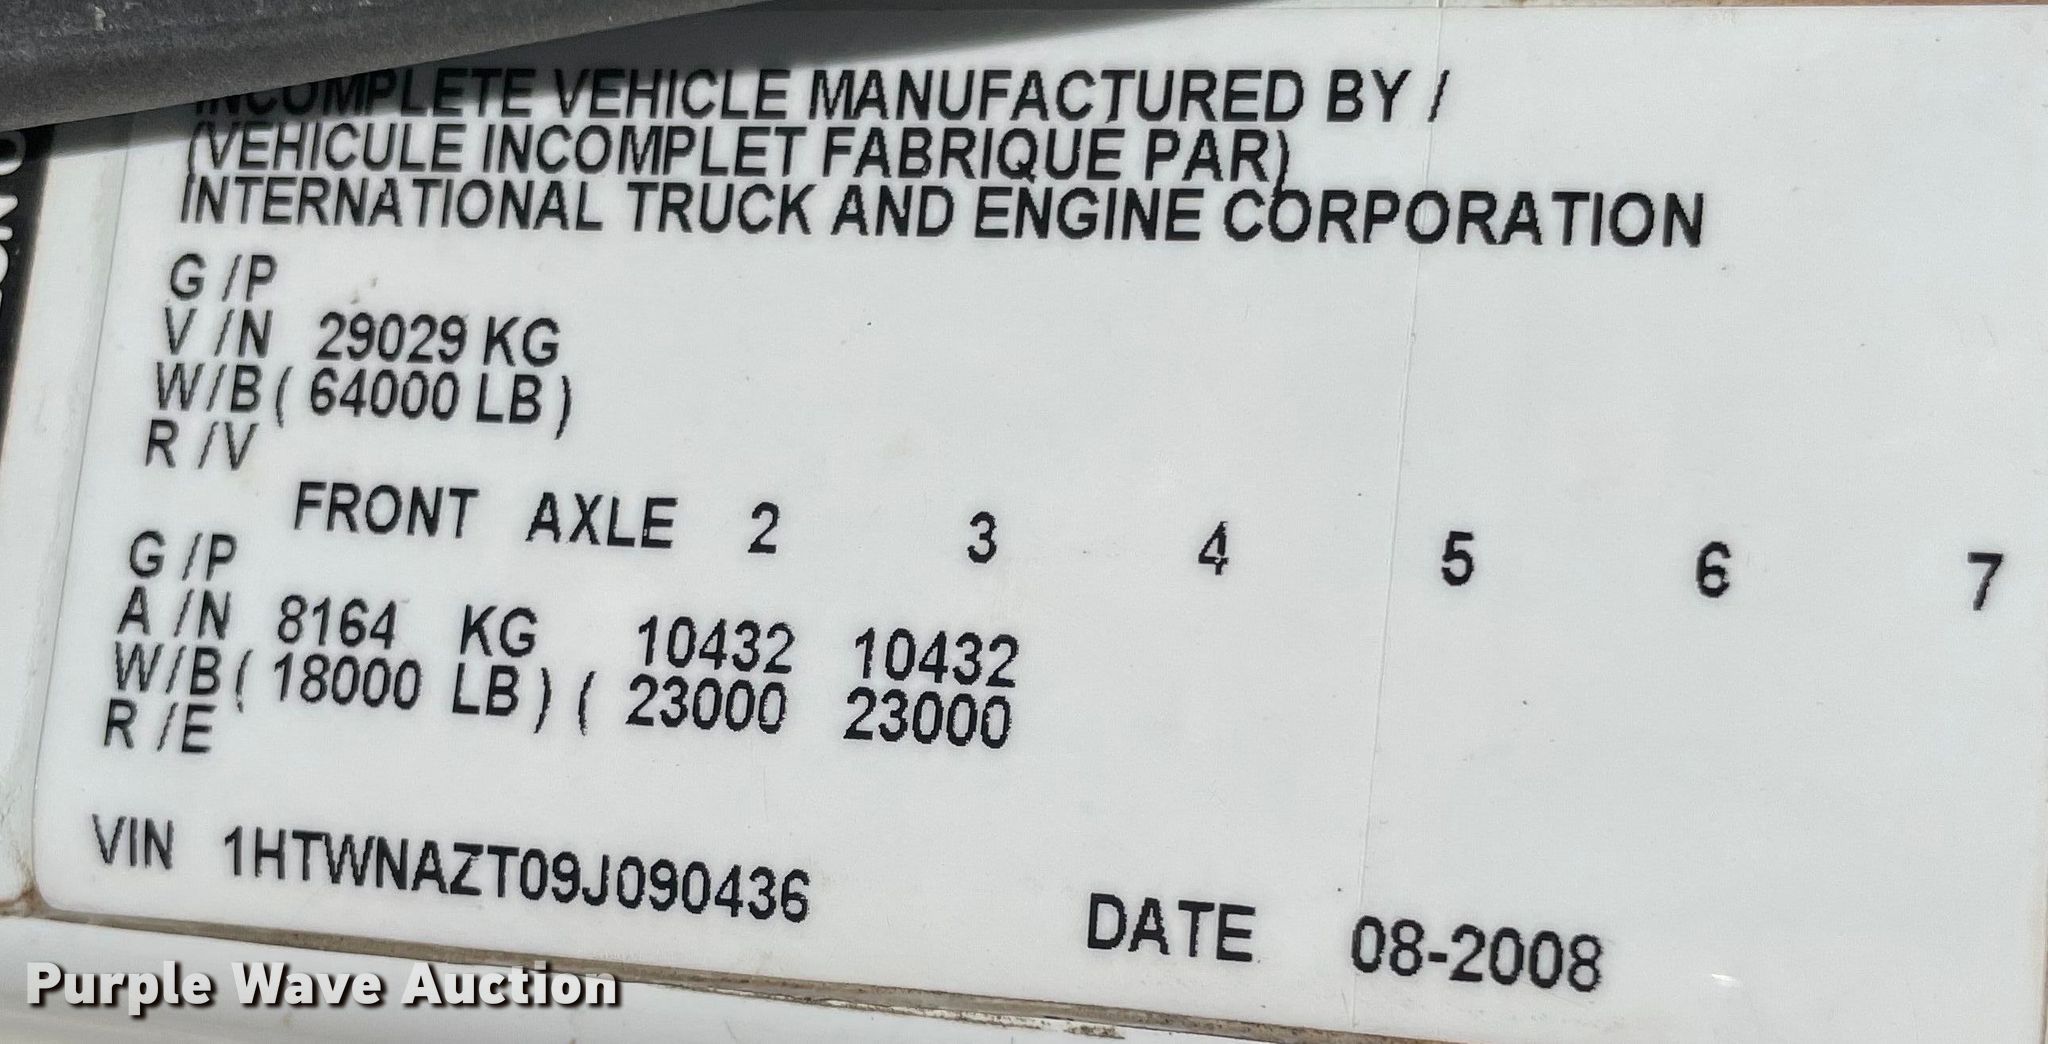 INCOMPLETE VEHICLE MANUFACTURED BY /
(VEHICULE INCOMPLET FABRIQUÉ PAR)
INTERNATIONAL TRUCK AND ENGINE CORPORATION
G /P
V /N 29029 KG
W/B ( 64000 LB )
R /V
FRONT AXLE 2 3 4 5 6 7
G /P
A /N 8164 KG 10432 10432
W/B ( 18000 LB ) ( 23000 23000
R /E
VIN 1HTWNAZT09J090436
DATE 08-2008
Purple Wave Auction